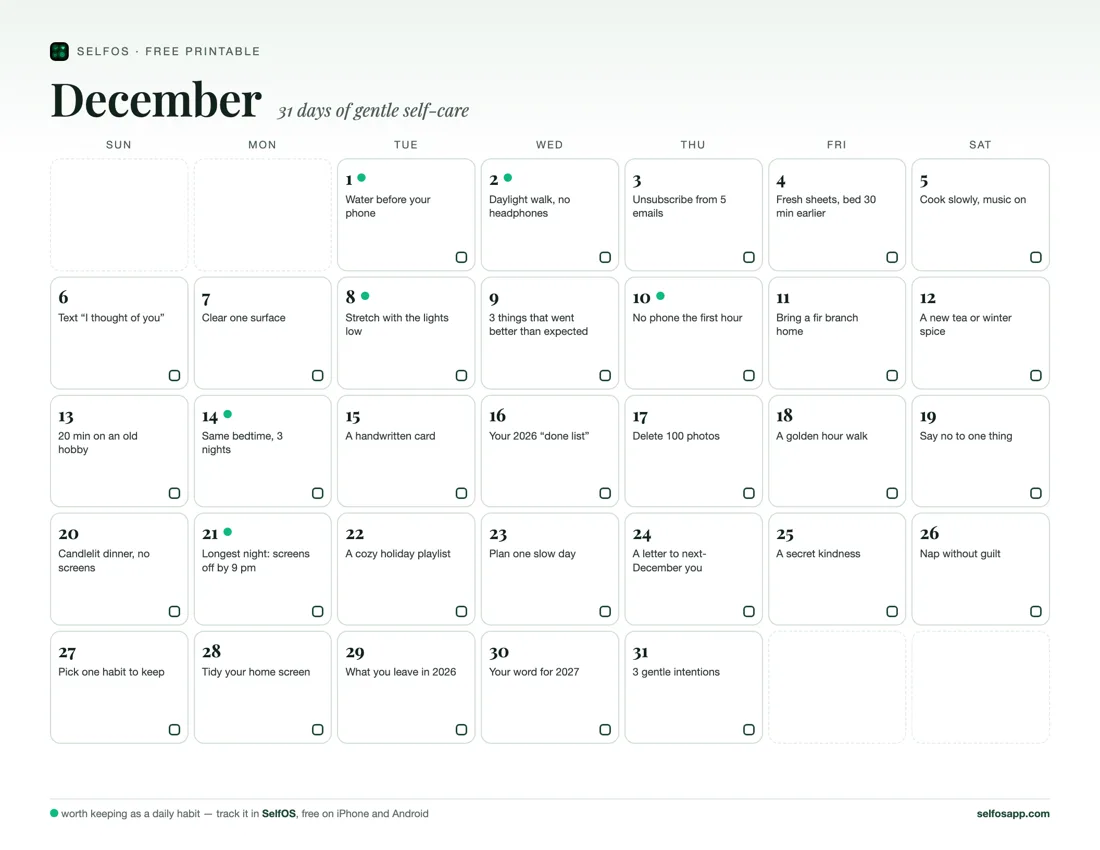 SELFOS · FREE PRINTABLE
December 31 days of gentle self-care
SUN MON TUE WED THU FRI SAT
1
Water before your
phone
2
Daylight walk, no
headphones
3
Unsubscribe from 5
emails
4
Fresh sheets, bed 30
min earlier
5
Cook slowly, music on
6
Text “I thought of you”
7
Clear one surface
8
Stretch with the lights
low
9
3 things that went
better than expected
10
No phone the first hour
11
Bring a fir branch
home
12
A new tea or winter
spice
13
20 min on an old
hobby
14
Same bedtime, 3
nights
15
A handwritten card
16
Your 2026 “done list”
17
Delete 100 photos
18
A golden hour walk
19
Say no to one thing
20
Candlelit dinner, no
screens
21
Longest night: screens
off by 9 pm
22
A cozy holiday playlist
23
Plan one slow day
24
A letter to next-
December you
25
A secret kindness
26
Nap without guilt
27
Pick one habit to keep
28
Tidy your home screen
29
What you leave in 2026
30
Your word for 2027
31
3 gentle intentions
worth keeping as a daily habit — track it in SelfOS, free on iPhone and Android
selfosapp.com